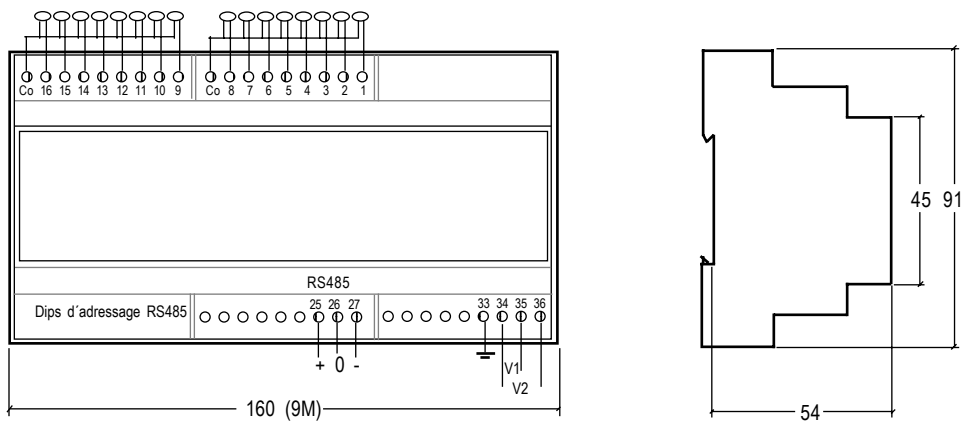 Co 16 15 14 13 12 11 10 9 Co 8 7 6 5 4 3 2 1
RS485
Dips d´adressage RS485 25 26 27 33 34 35 36
+ 0 -
V1
V2
160 (9M)
45 91
54